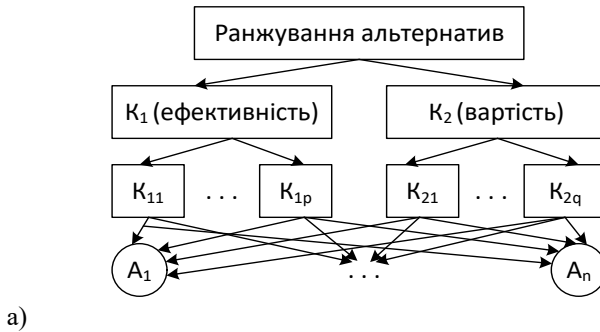 Ранжування альтернатив
К₁ (ефективність) К₂ (вартість)
К₁₁ . . . К₁ₚ К₂₁ . . . К₂q
А₁ . . . Аₙ
а)